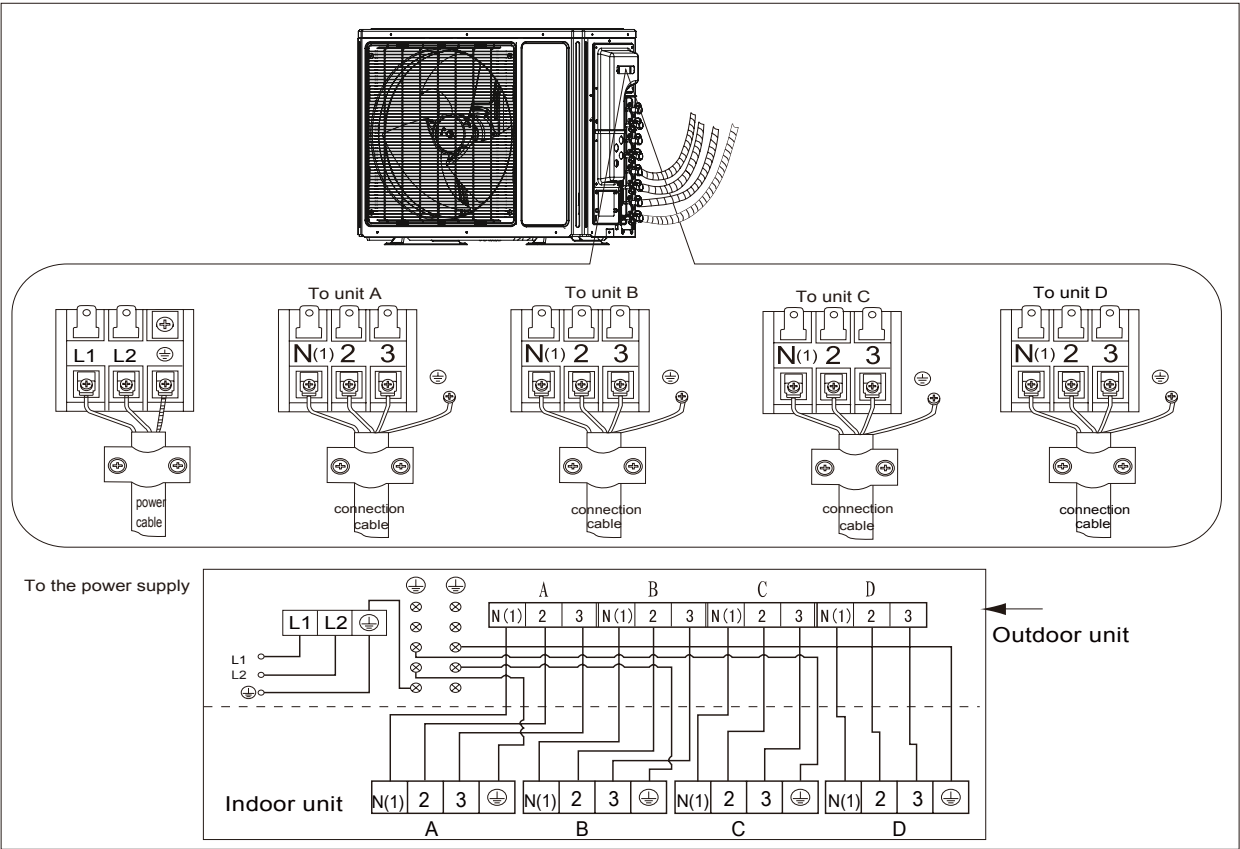 To unit A
To unit B
To unit C
To unit D
L1 L2
N(1) 2 3
N(1) 2 3
N(1) 2 3
N(1) 2 3
power
cable
connection
cable
connection
cable
connection
cable
connection
cable
To the power supply
A B C D
N(1) 2 3 N(1) 2 3 N(1) 2 3 N(1) 2 3
L1 L2
Outdoor unit
L1
L2
Indoor unit
N(1) 2 3
N(1) 2 3
N(1) 2 3
N(1) 2 3
A B C D